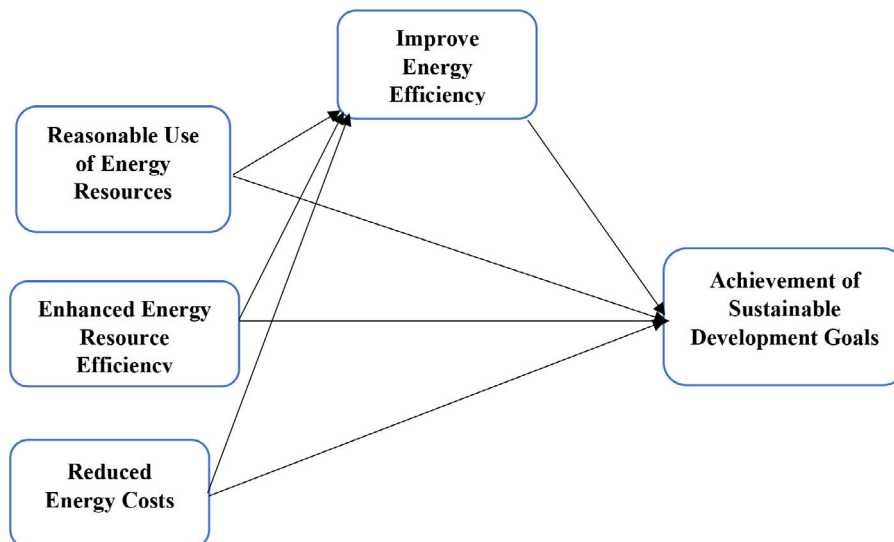 Improve
Energy
Efficiency
Reasonable Use
of Energy
Resources
Enhanced Energy
Resource
Efficiency
Reduced
Energy Costs
Achievement of
Sustainable
Development Goals